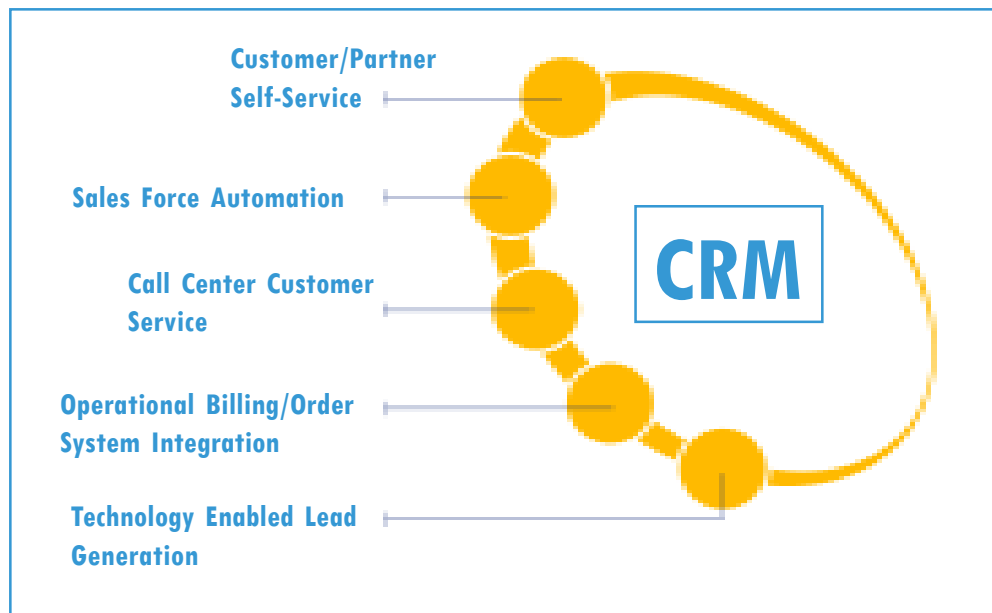 Customer/Partner
Self-Service
Sales Force Automation
CRM
Call Center Customer
Service
Operational Billing/Order
System Integration
Technology Enabled Lead
Generation